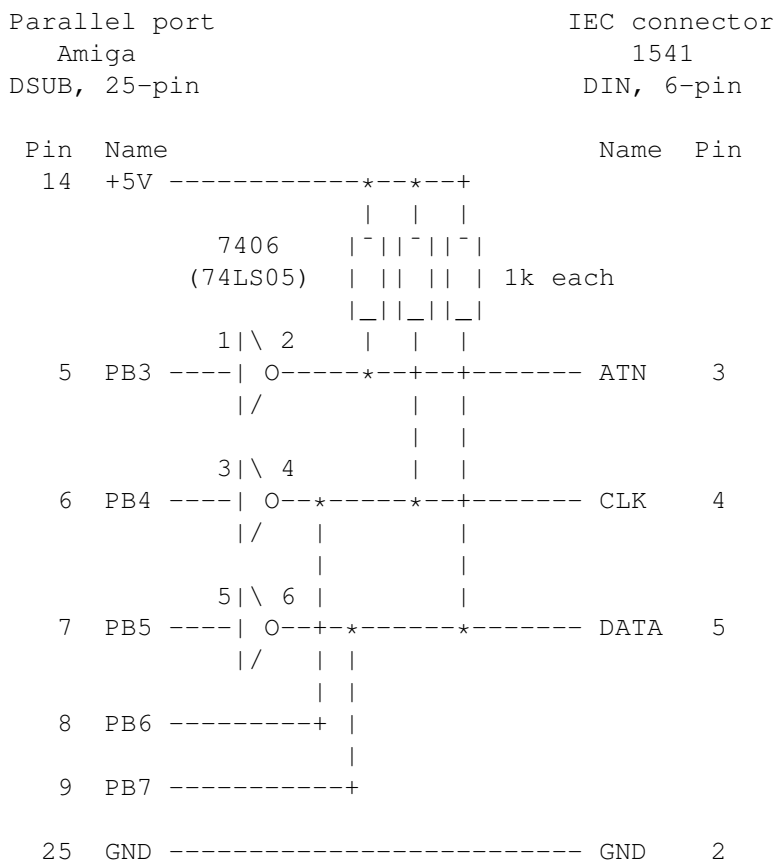 Parallel port                      IEC connector
   Amiga                               1541
DSUB, 25-pin                        DIN, 6-pin
 Pin  Name                           Name  Pin
  14  +5V ------------*--*--+
                      |  |  |
             7406    |¯||¯||¯|
           (74LS05)  | || || | 1k each
                     |_||_||_|
             1|\ 2    |  |  |
   5  PB3 ----| O-----*--+--+------- ATN    3
              |/         |  |
                         |  |
             3|\ 4       |  |
   6  PB4 ----| O--*-----*--+------- CLK    4
              |/   |        |
                   |        |
             5|\ 6 |        |
   7  PB5 ----| O--+-*------*------- DATA   5
              |/   | |
                   | |
   8  PB6 ---------+ |
                     |
   9  PB7 -----------+
  25  GND -------------------------- GND    2